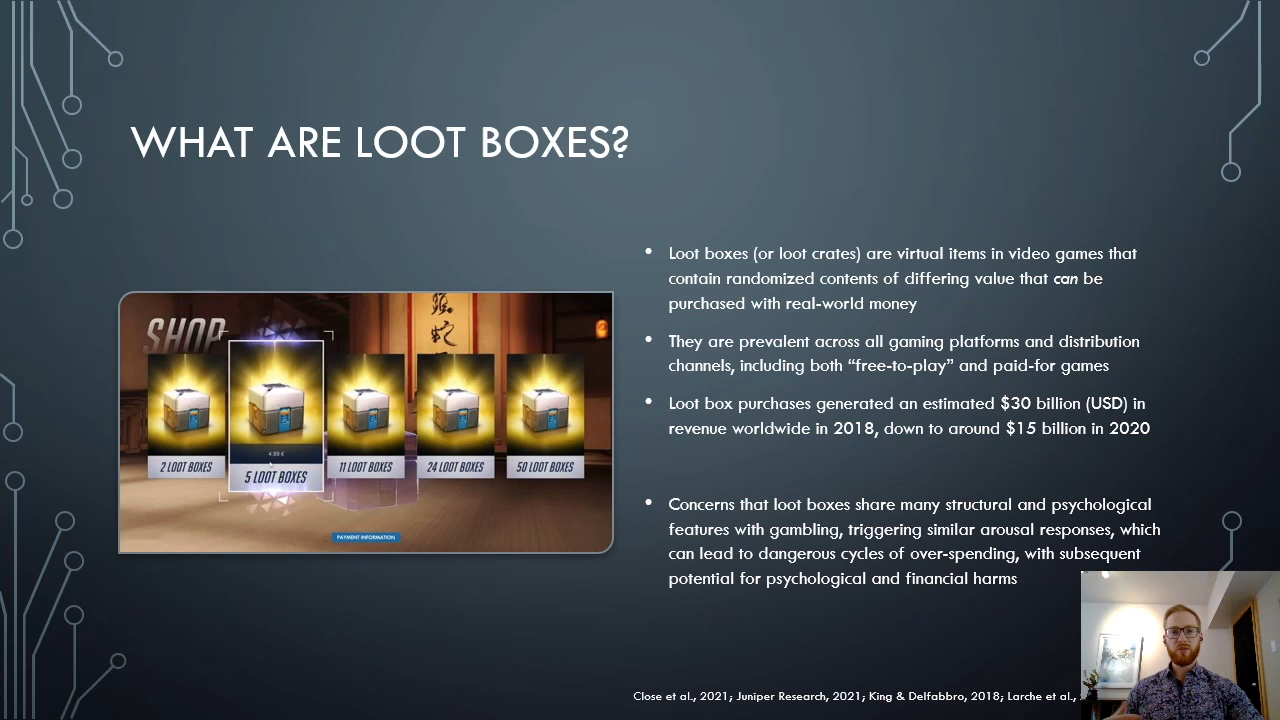 WHAT ARE LOOT BOXES?
SHOP
2 LOOT BOXES
4.99 €
5 LOOT BOXES
11 LOOT BOXES
24 LOOT BOXES
50 LOOT BOXES
PAYMENT INFORMATION
• Loot boxes (or loot crates) are virtual items in video games that
contain randomized contents of differing value that can be
purchased with real-world money
• They are prevalent across all gaming platforms and distribution
channels, including both “free-to-play” and paid-for games
• Loot box purchases generated an estimated $30 billion (USD) in
revenue worldwide in 2018, down to around $15 billion in 2020
• Concerns that loot boxes share many structural and psychological
features with gambling, triggering similar arousal responses, which
can lead to dangerous cycles of over-spending, with subsequent
potential for psychological and financial harms
Close et al., 2021; Juniper Research, 2021; King & Delfabbro, 2018; Larche et al.,